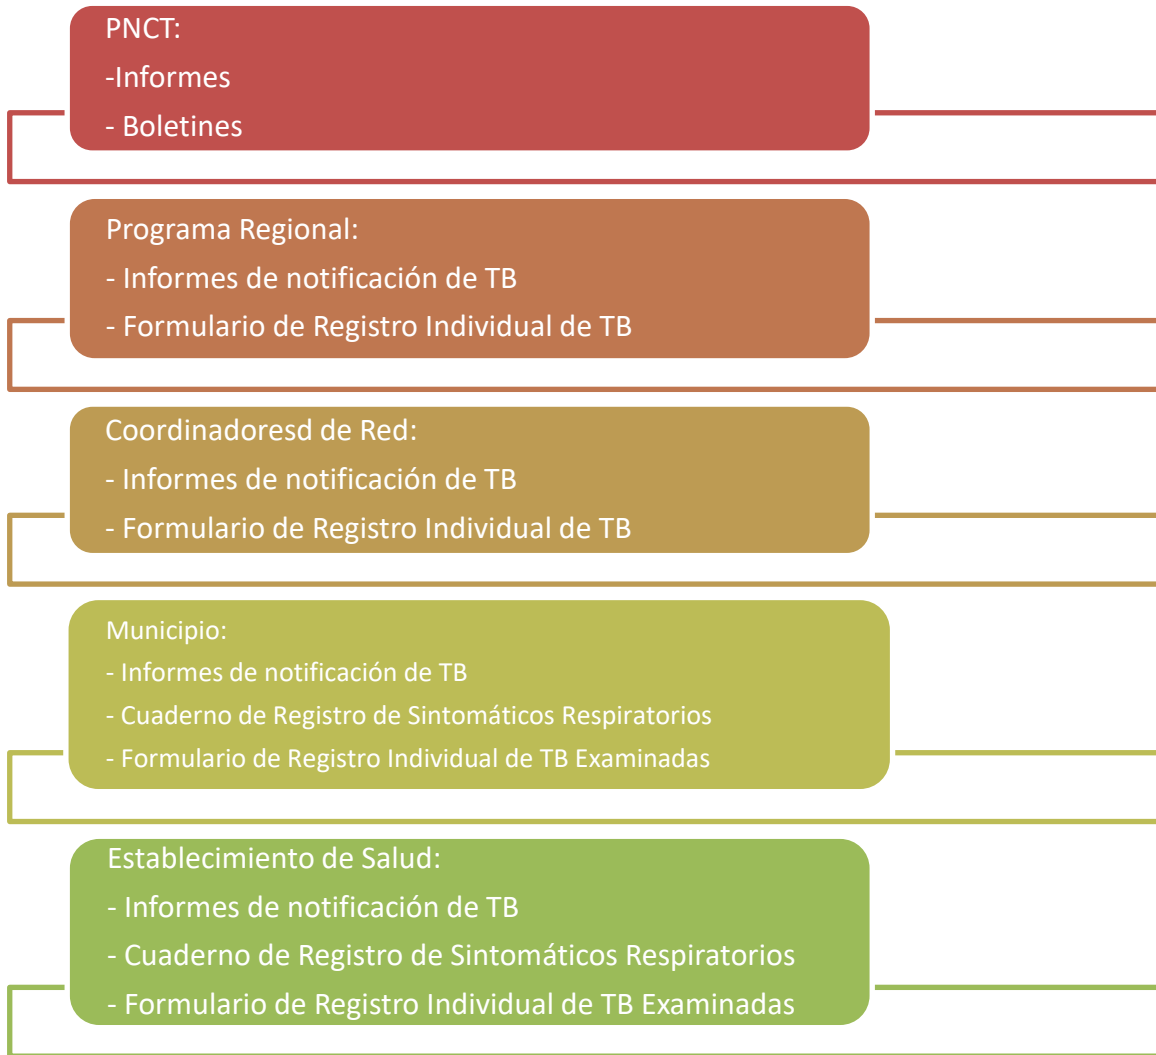 PNCT:
-Informes
- Boletines
Programa Regional:
- Informes de notificación de TB
- Formulario de Registro Individual de TB
Coordinadoresd de Red:
- Informes de notificación de TB
- Formulario de Registro Individual de TB
Municipio:
- Informes de notificación de TB
- Cuaderno de Registro de Sintomáticos Respiratorios
- Formulario de Registro Individual de TB Examinadas
Establecimiento de Salud:
- Informes de notificación de TB
- Cuaderno de Registro de Sintomáticos Respiratorios
- Formulario de Registro Individual de TB Examinadas